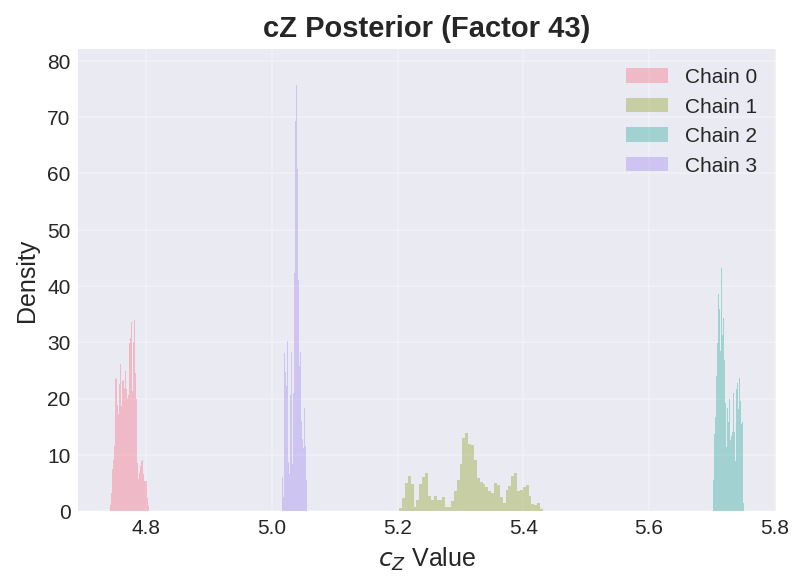 cZ Posterior (Factor 43)
Chain 0
Chain 1
Chain 2
Chain 3
Density
80
70
60
50
40
30
20
10
0
4.8 5.0 5.2 5.4 5.6 5.8
c_Z Value